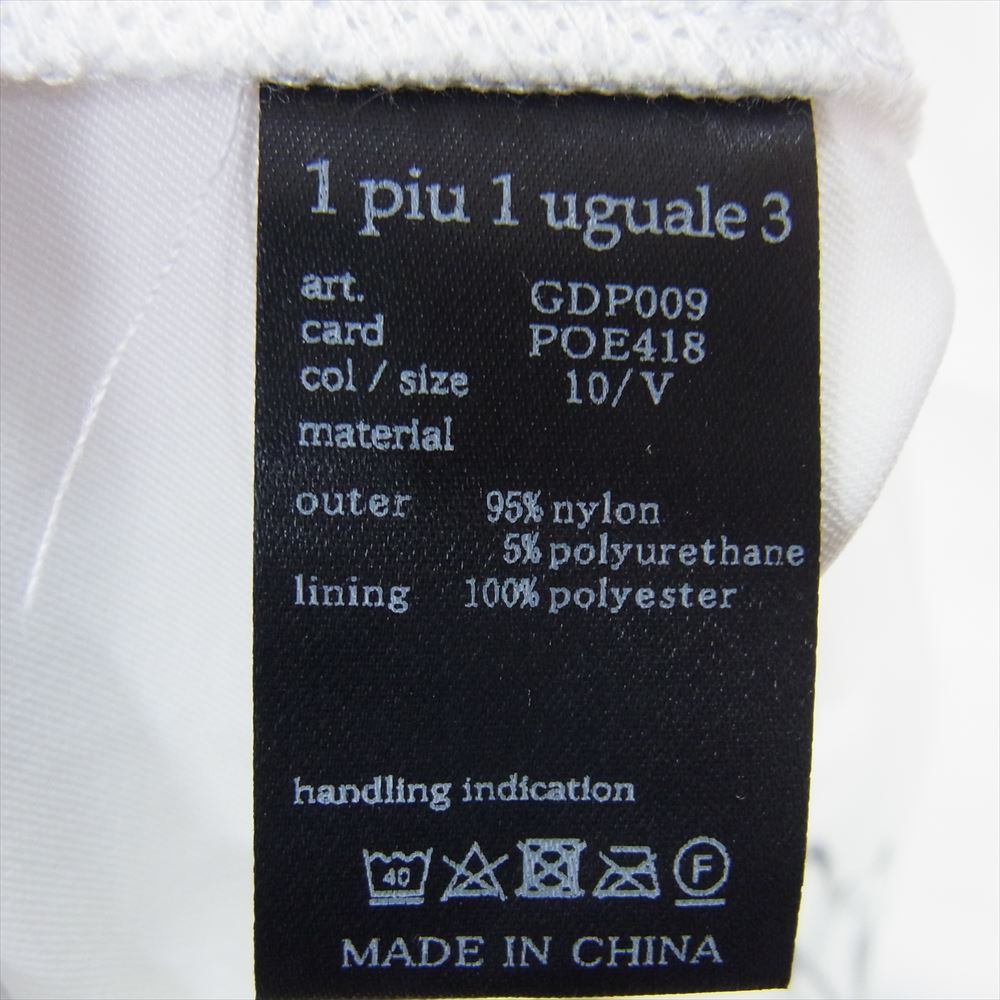 1 piu 1 uguale 3
art. GDP009
card POE418
col / size 10/V
material
outer 95% nylon
5% polyurethane
lining 100% polyester
handling indication
40 F
MADE IN CHINA